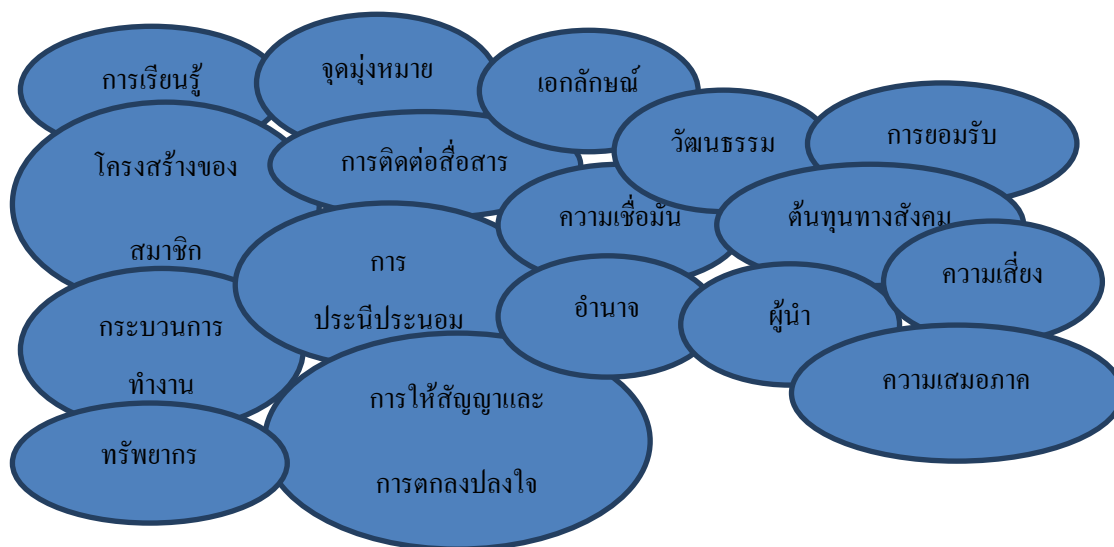 การเรียนรู้
จุดมุ่งหมาย
เอกลักษณ์
วัฒนธรรม
การยอมรับ
โครงสร้างของ
สมาชิก
การติดต่อสื่อสาร
ความเชื่อมั่น
ต้นทุนทางสังคม
ความเสี่ยง
การ
ประนีประนอม
อำนาจ
ผู้นำ
กระบวนการ
ทำงาน
ความเสมอภาค
การให้สัญญาและ
การตกลงปลงใจ
ทรัพยากร